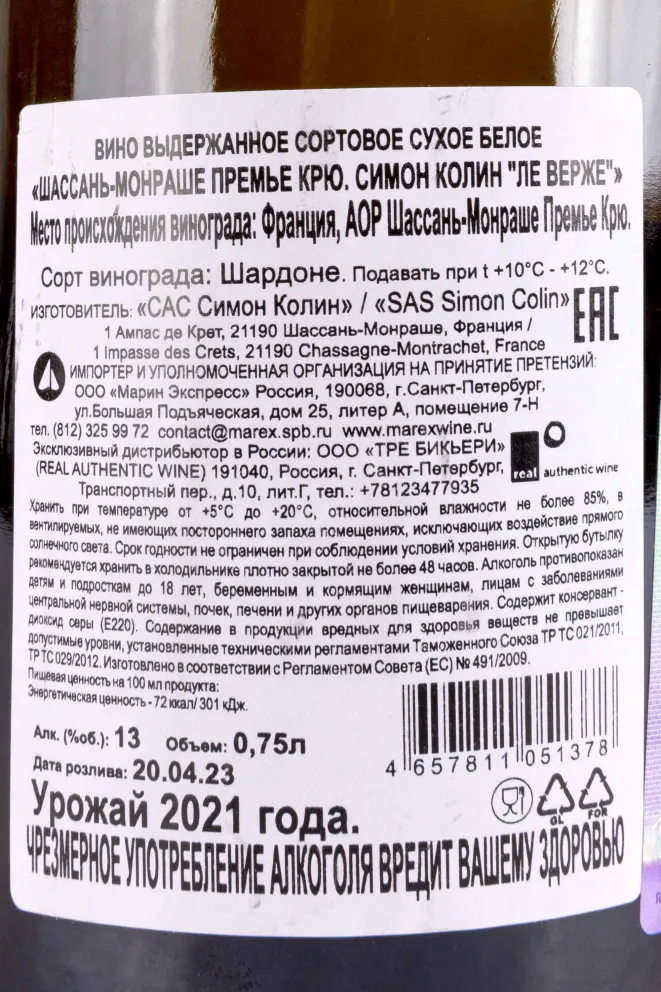 ВИНО ВЫДЕРЖАННОЕ СОРТОВОЕ СУХОЕ БЕЛОЕ
«ШАССАНЬ-МОНРАШЕ ПРЕМЬЕ КРЮ. СИМОН КОЛИН "ЛЕ ВЕРЖЕ"»
Место происхождения винограда: Франция, АОР Шассань-Монраше Премье Крю.
Сорт винограда: Шардоне. Подавать при t +10°С - +12°С.
ИЗГОТОВИТЕЛЬ: «САС Симон Колин» / «SAS Simon Colin»
EAC
1 Ампас де Крет, 21190 Шассань-Монраше, Франция /
1 Impasse des Crets, 21190 Chassagne-Montrachet, France
ИМПОРТЕР И УПОЛНОМОЧЕННАЯ ОРГАНИЗАЦИЯ НА ПРИНЯТИЕ ПРЕТЕНЗИЙ:
ООО «Марин Экспресс» Россия, 190068, г.Санкт-Петербург,
ул.Большая Подъяческая, дом 25, литер А, помещение 7-Н
тел. (812) 325 99 72 contact@marex.spb.ru www.marexwine.ru
Эксклюзивный дистрибьютор в России: ООО «ТРЕ БИКЬЕРИ»
(REAL AUTHENTIC WINE) 191040, Россия, г. Санкт-Петербург,
real authentic wine
Транспортный пер., д.10, лит.Г, тел.: +78123477935
Хранить при температуре от +5°С до +20°С, относительной влажности не более 85%, в
вентилируемых, не имеющих постороннего запаха помещениях, исключающих воздействие прямого
солнечного света. Срок годности не ограничен при соблюдении условий хранения. Открытую бутылку
рекомендуется хранить в холодильнике плотно закрытой не более 48 часов. Алкоголь противопоказан
детям и подросткам до 18 лет, беременным и кормящим женщинам, лицам с заболеваниями
центральной нервной системы, почек, печени и других органов пищеварения. Содержит консервант -
диоксид серы (Е220). Содержание в продукции вредных для здоровья веществ не превышает
допустимые уровни, установленные техническими регламентами Таможенного Союза ТР ТС 021/2011,
ТР ТС 029/2012. Изготовлено в соответствии с Регламентом Совета (ЕС) № 491/2009.
Пищевая ценность на 100 мл продукта:
Энергетическая ценность - 72 ккал/ 301 кДж.
Алк. (%об.): 13 Объем: 0,75л
Дата розлива: 20.04.23
4 657811 051378
Урожай 2021 года.
GL FOR
ЧРЕЗМЕРНОЕ УПОТРЕБЛЕНИЕ АЛКОГОЛЯ ВРЕДИТ ВАШЕМУ ЗДОРОВЬЮ